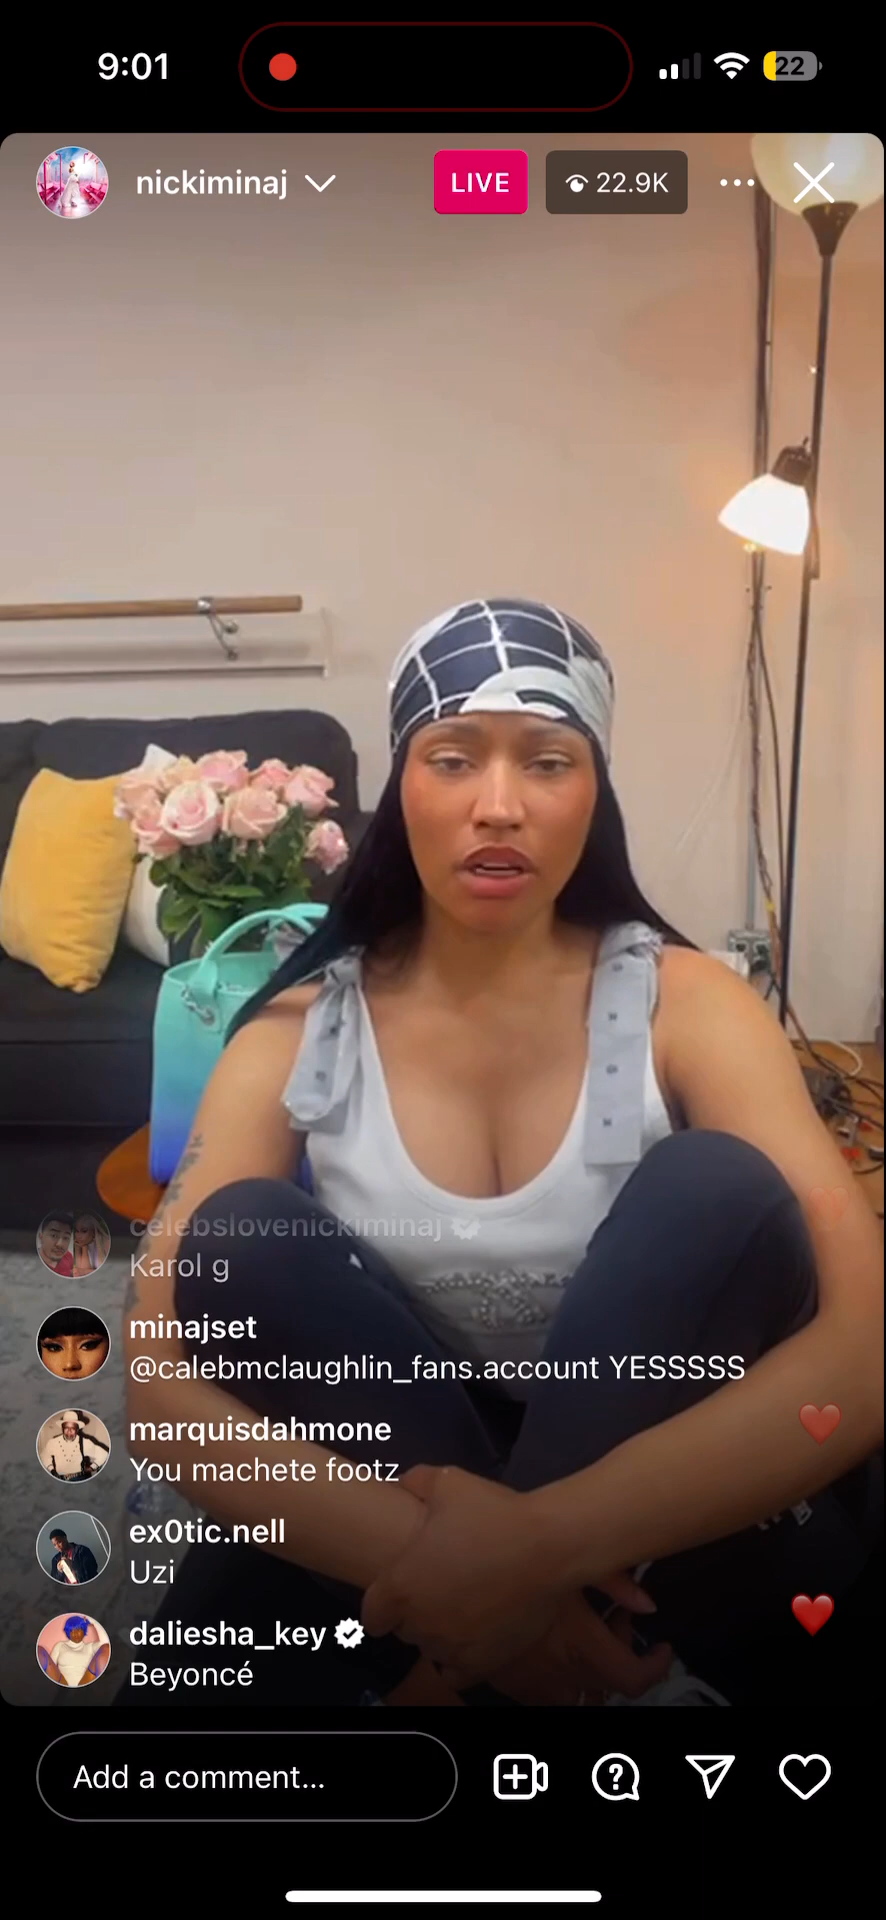 9:01
22
nickiminaj
LIVE
22.9K
celebslovenickiminaj
Karol g
minajset
@calebmclaughlin_fans.account YESSSSS
marquisdahmone
You machete footz
ex0tic.nell
Uzi
daliesha_key
Beyoncé
Add a comment...